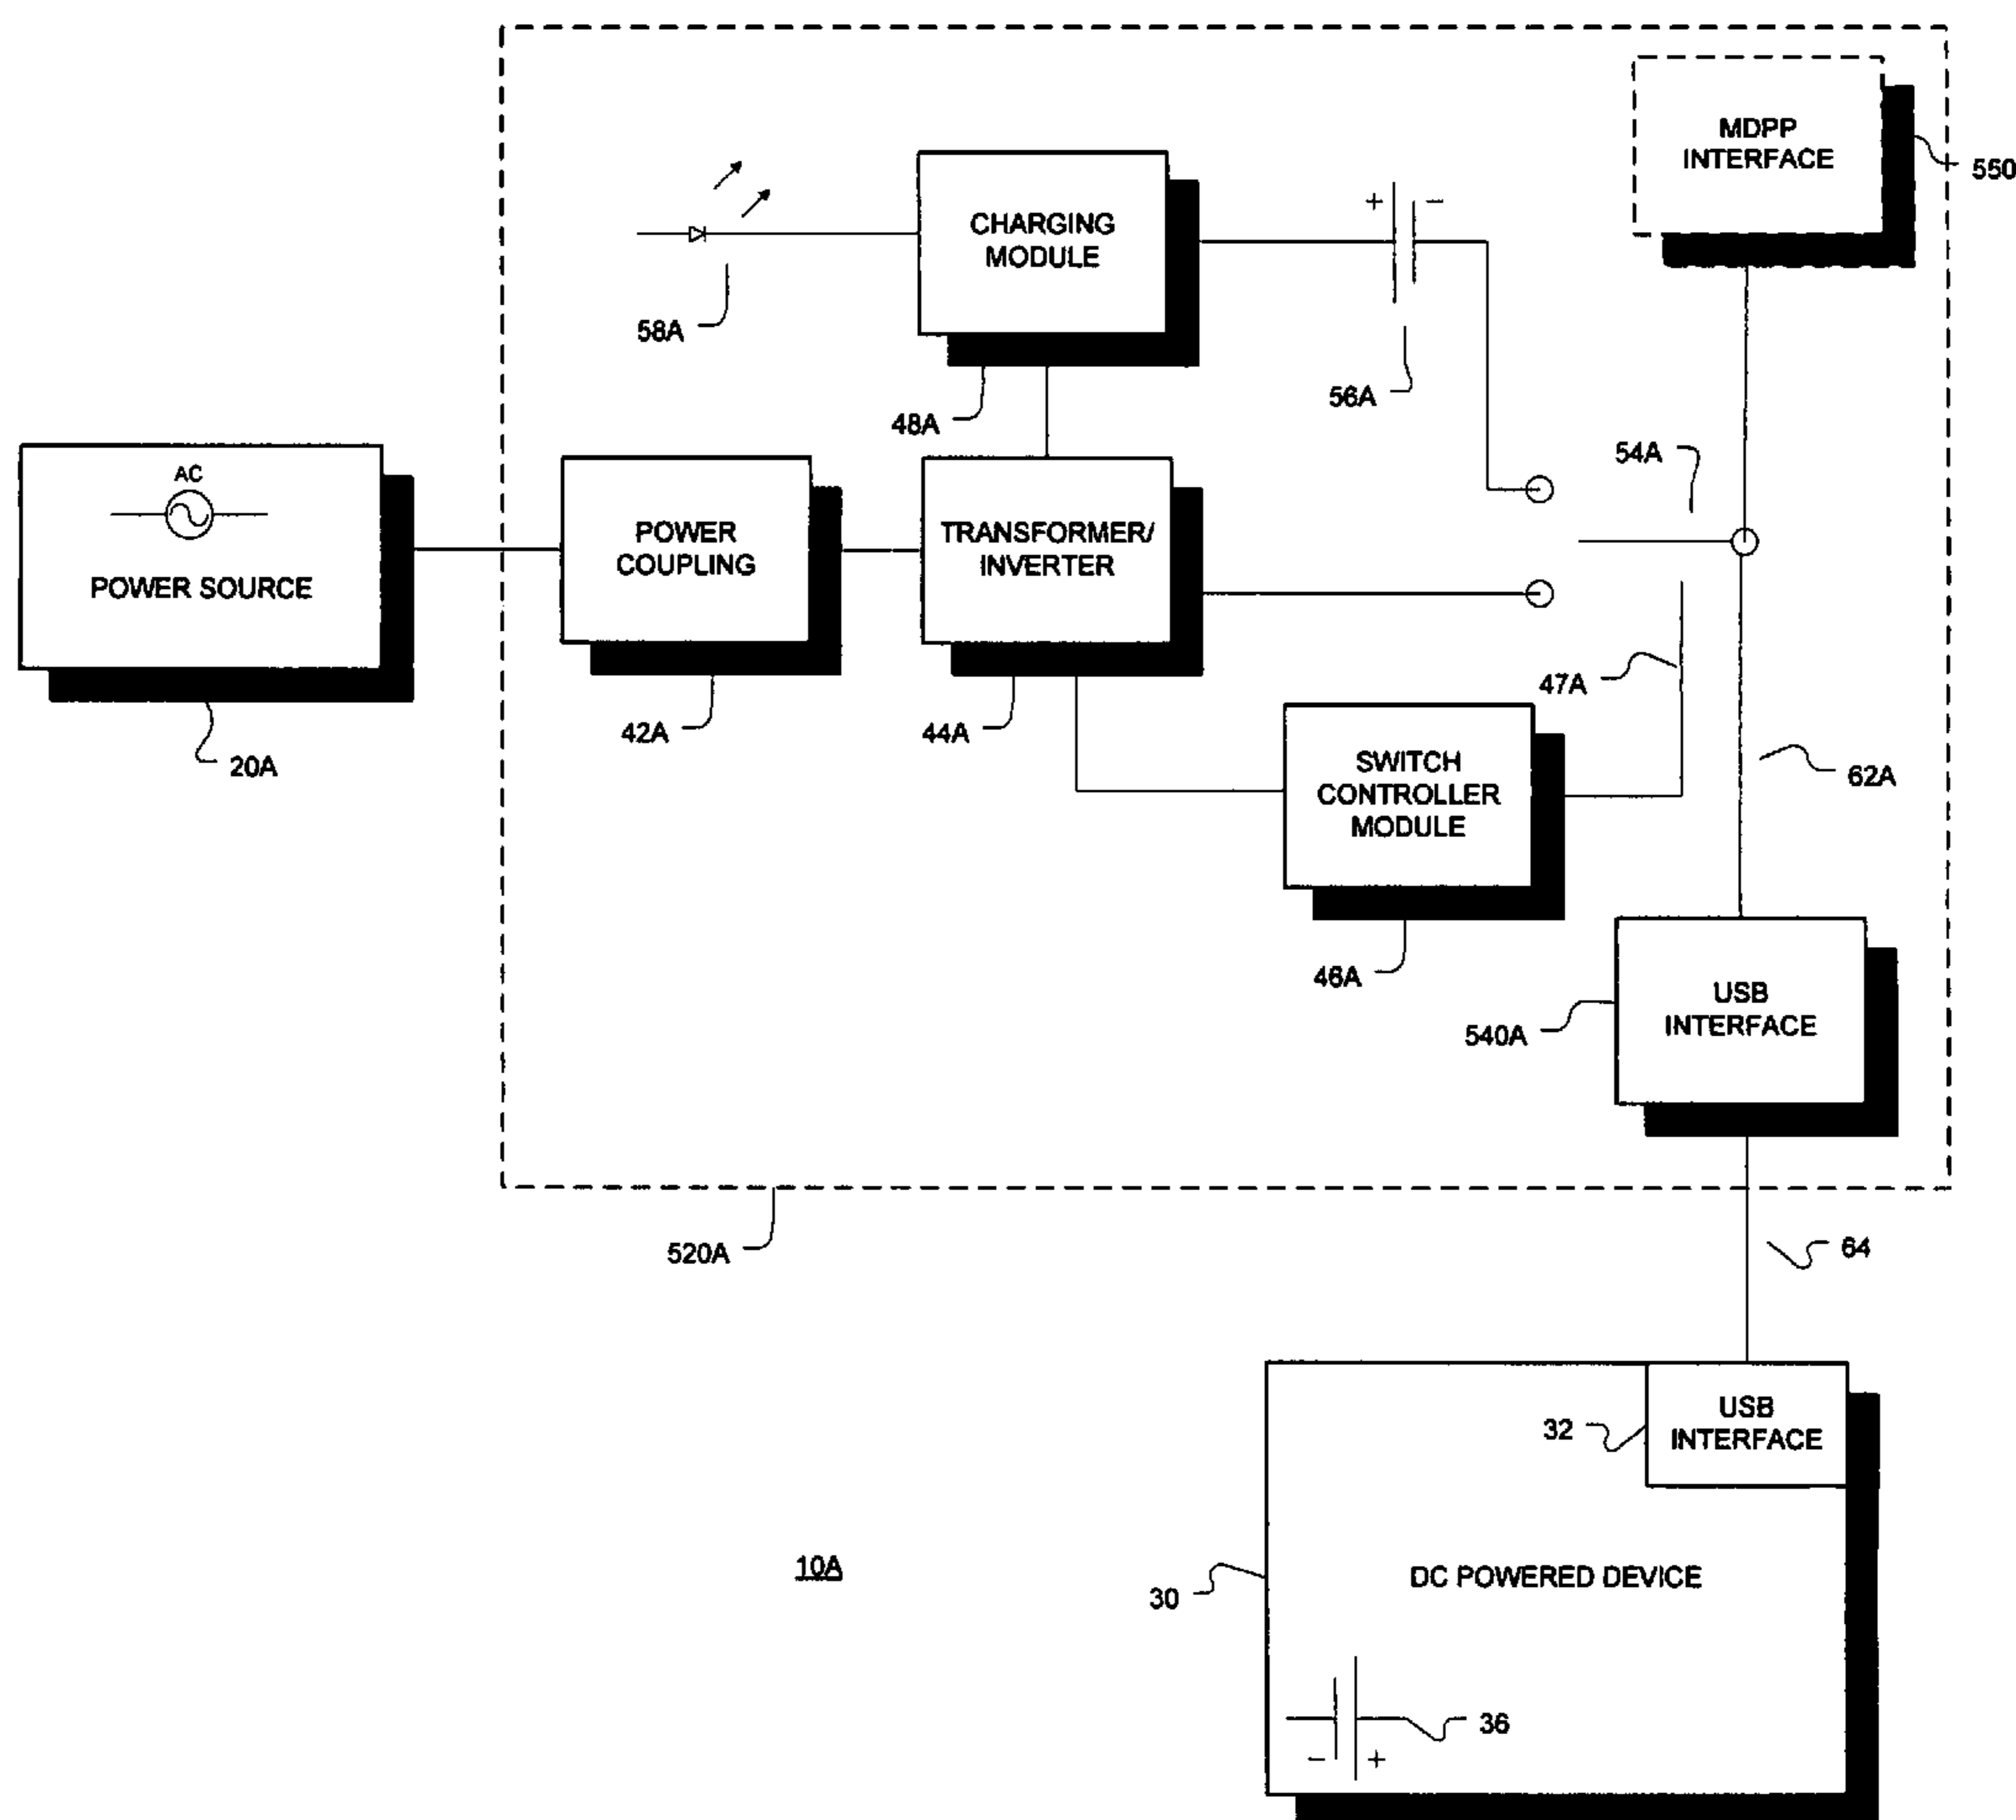 MDPP
INTERFACE
550
CHARGING
MODULE
+
−
58A
56A
48A
54A
AC
POWER SOURCE
POWER
COUPLING
TRANSFORMER/
INVERTER
47A
42A
44A
20A
SWITCH
CONTROLLER
MODULE
62A
46A
USB
INTERFACE
540A
520A
64
USB
INTERFACE
32
10A
DC POWERED DEVICE
30
36
−
+